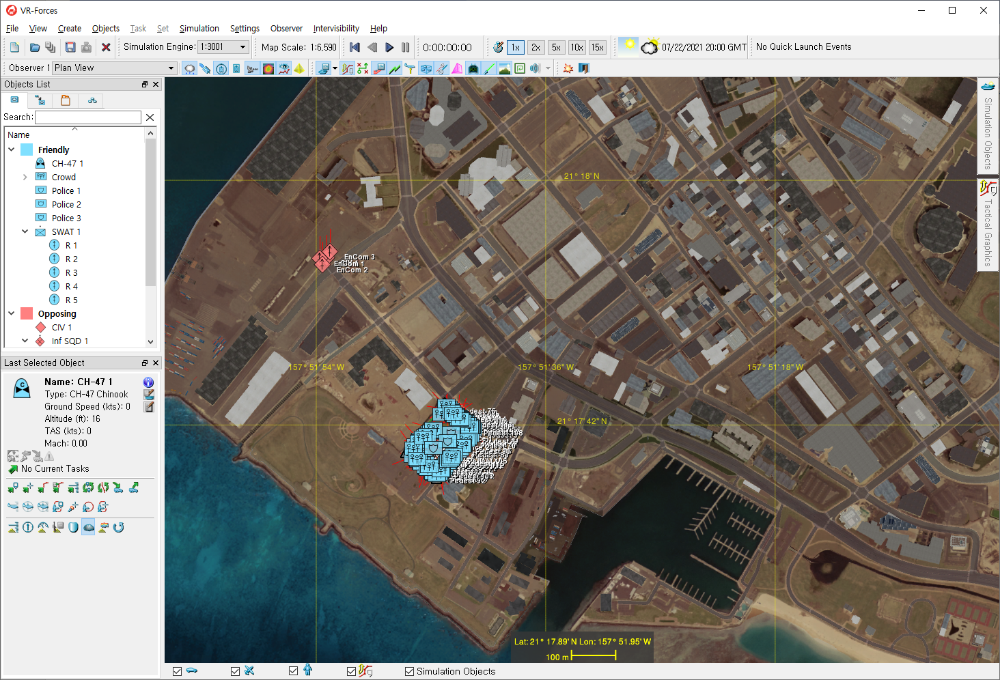 VR-Forces
File View Create Objects Task Set Simulation Settings Observer Intervisibility Help
Simulation Engine: 1:3001 Map Scale: 1:6,590 0:00:00:00 1x 2x 5x 10x 15x 07/22/2021 20:00 GMT No Quick Launch Events
Observer 1 Plan View
Objects List
Search:
Name
Friendly
CH-47 1
Crowd
Police 1
Police 2
Police 3
SWAT 1
R 1
R 2
R 3
R 4
R 5
Opposing
CIV 1
Inf SQD 1
Last Selected Object
Name: CH-47 1
Type: CH-47 Chinook
Ground Speed (kts): 0
Altitude (ft): 16
TAS (kts): 0
Mach: 0,00
No Current Tasks
21° 18' N
EnCom 3
EnCom 1
EnCom 2
157° 51' 54" W
157° 51' 36" W
157° 51' 18" W
21° 17' 42" N
Lat: 21° 17.89' N Lon: 157° 51.95' W
100 m
Simulation Objects
Tactical Graphics
Simulation Objects